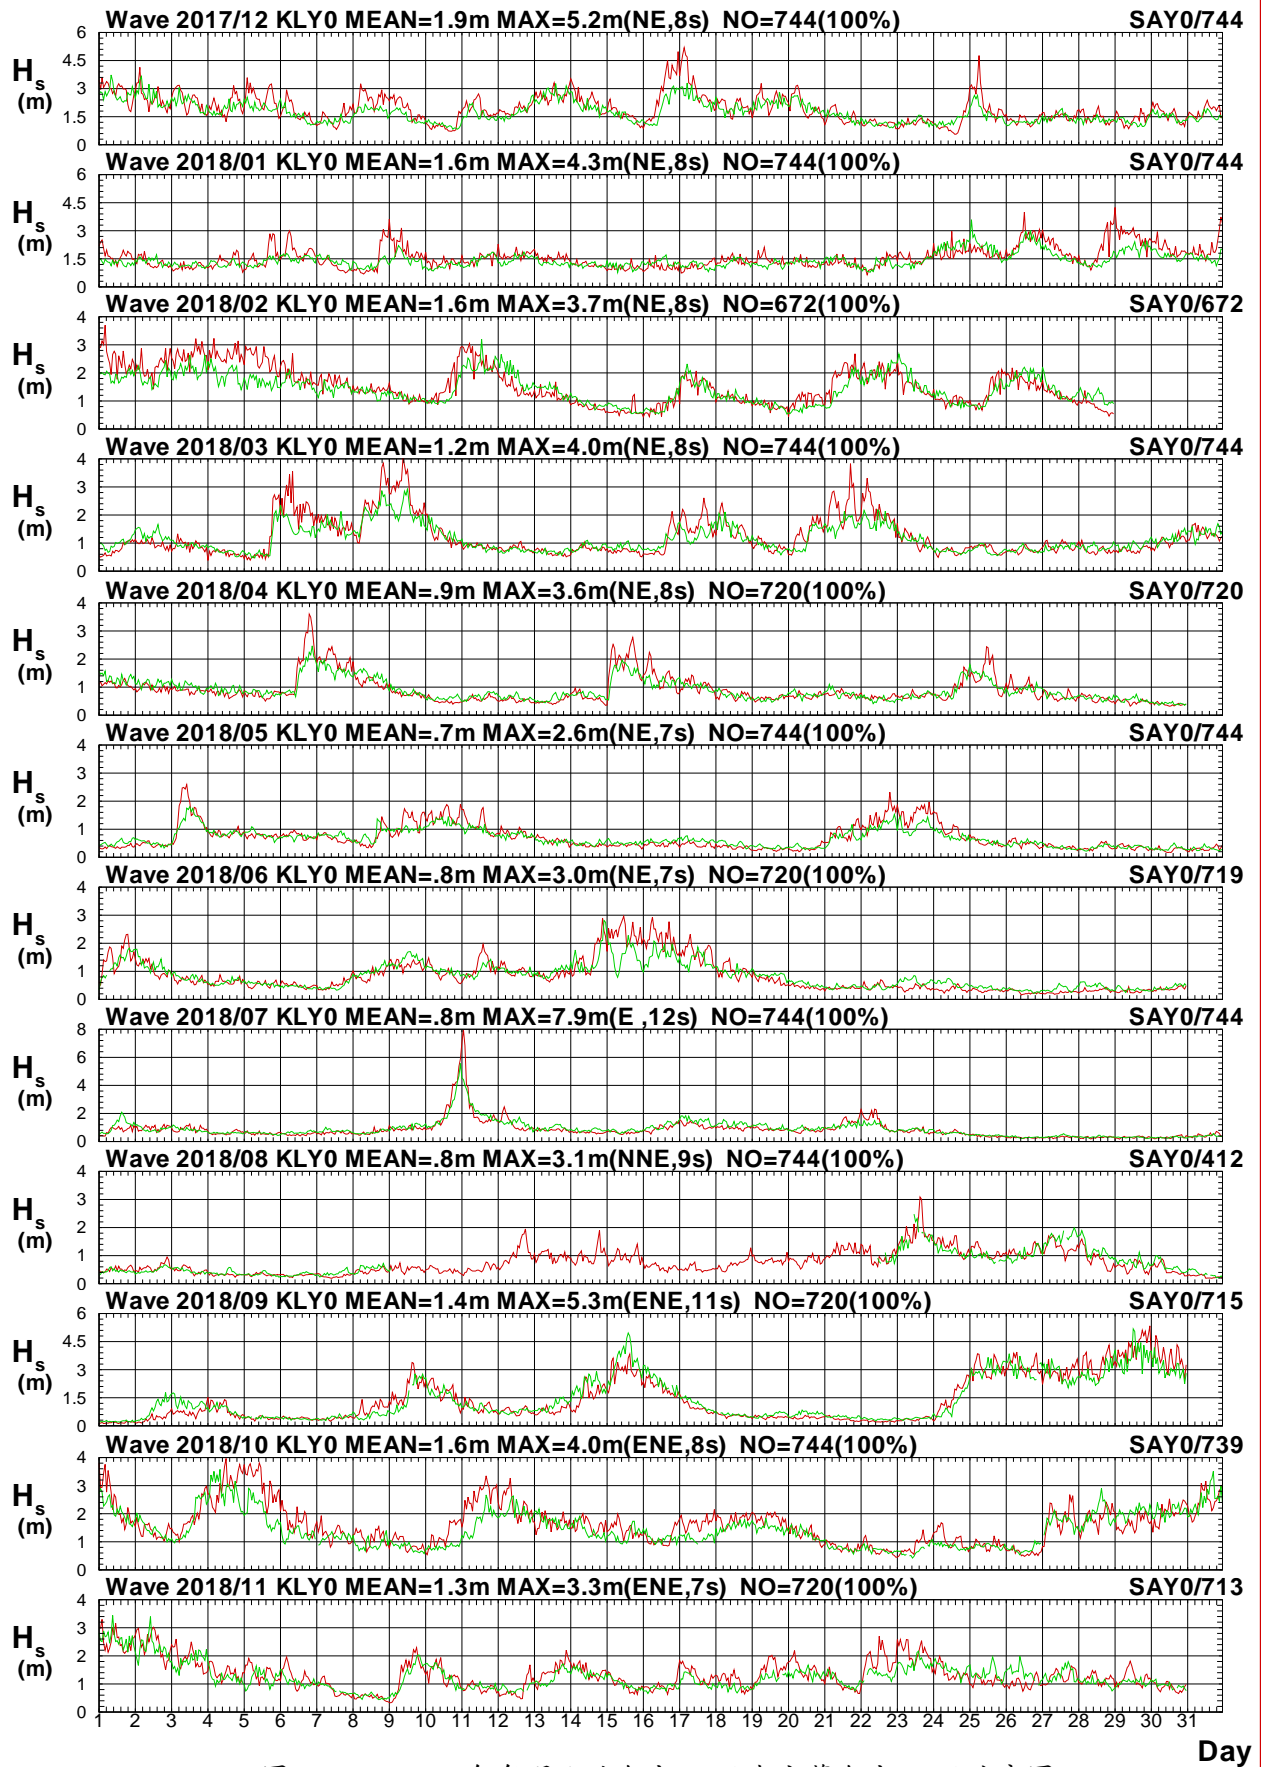 Wave 2017/12 KLY0 MEAN=1.9m MAX=5.2m(NE,8s) NO=744(100%) SAY0/744
6
4.5
3
1.5
0
Hs
(m)
Wave 2018/01 KLY0 MEAN=1.6m MAX=4.3m(NE,8s) NO=744(100%) SAY0/744
6
4.5
3
1.5
0
Hs
(m)
Wave 2018/02 KLY0 MEAN=1.6m MAX=3.7m(NE,8s) NO=672(100%) SAY0/672
4
3
2
1
0
Hs
(m)
Wave 2018/03 KLY0 MEAN=1.2m MAX=4.0m(NE,8s) NO=744(100%) SAY0/744
4
3
2
1
0
Hs
(m)
Wave 2018/04 KLY0 MEAN=.9m MAX=3.6m(NE,8s) NO=720(100%) SAY0/720
4
3
2
1
0
Hs
(m)
Wave 2018/05 KLY0 MEAN=.7m MAX=2.6m(NE,7s) NO=744(100%) SAY0/744
4
3
2
1
0
Hs
(m)
Wave 2018/06 KLY0 MEAN=.8m MAX=3.0m(NE,7s) NO=720(100%) SAY0/719
4
3
2
1
0
Hs
(m)
Wave 2018/07 KLY0 MEAN=.8m MAX=7.9m(E ,12s) NO=744(100%) SAY0/744
8
6
4
2
0
Hs
(m)
Wave 2018/08 KLY0 MEAN=.8m MAX=3.1m(NNE,9s) NO=744(100%) SAY0/412
4
3
2
1
0
Hs
(m)
Wave 2018/09 KLY0 MEAN=1.4m MAX=5.3m(ENE,11s) NO=720(100%) SAY0/715
6
4.5
3
1.5
0
Hs
(m)
Wave 2018/10 KLY0 MEAN=1.6m MAX=4.0m(ENE,8s) NO=744(100%) SAY0/739
4
3
2
1
0
Hs
(m)
Wave 2018/11 KLY0 MEAN=1.3m MAX=3.3m(ENE,7s) NO=720(100%) SAY0/713
4
3
2
1
0
Hs
(m)
1 2 3 4 5 6 7 8 9 10 11 12 13 14 15 16 17 18 19 20 21 22 23 24 25 26 27 28 29 30 31
Day